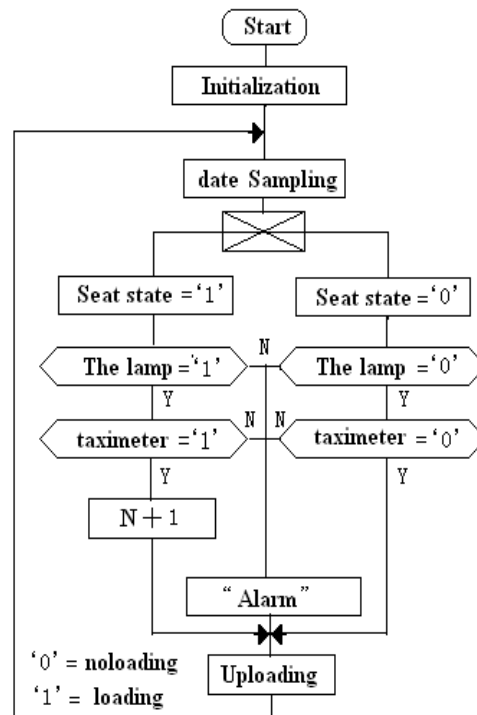 Start
Initialization
date Sampling
Seat state =‘1’
Seat state =‘0’
N
The lamp =‘1’
The lamp =‘0’
Y
Y
N N
taximeter =‘1’
taximeter =‘0’
Y
Y
N+1
“Alarm”
‘0’ = noloading
Uploading
‘1’ = loading